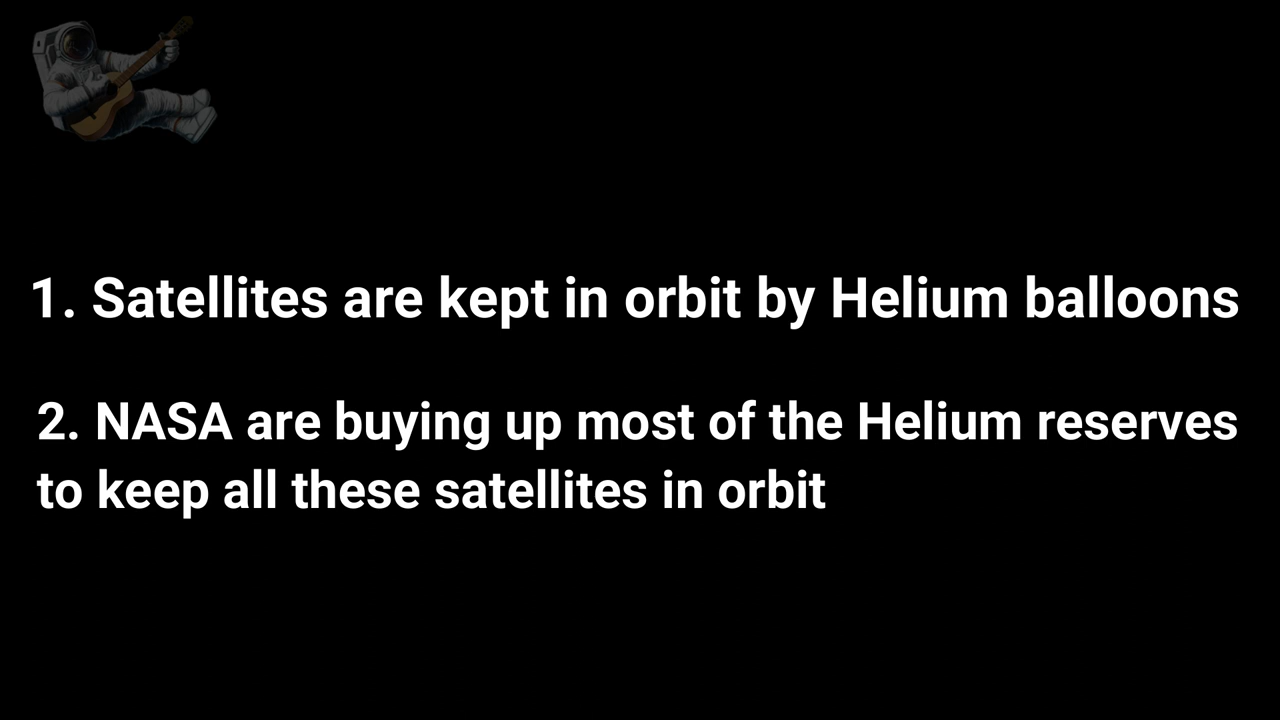 1. Satellites are kept in orbit by Helium balloons
2. NASA are buying up most of the Helium reserves
to keep all these satellites in orbit